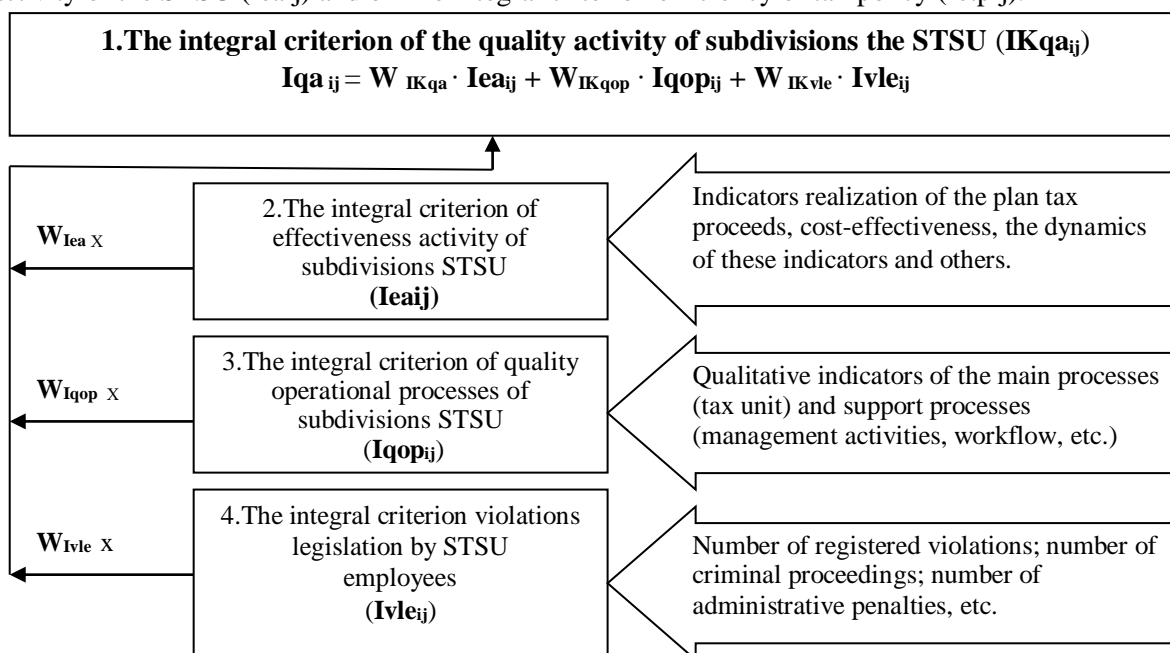 1.The integral criterion of the quality activity of subdivisions the STSU (IKqaij)
Iqa ij = W IKqa · Ieaij + WIKqop · Iqopij + W IKvle · Ivleij
WIea X
2.The integral criterion of
effectiveness activity of
subdivisions STSU
(Ieaij)
Indicators realization of the plan tax
proceeds, cost-effectiveness, the dynamics
of these indicators and others.
WIqop X
3.The integral criterion of quality
operational processes of
subdivisions STSU
(Iqopij)
Qualitative indicators of the main processes
(tax unit) and support processes
(management activities, workflow, etc.)
WIvle X
4.The integral criterion violations
legislation by STSU
employees
(Ivleij)
Number of registered violations; number of
criminal proceedings; number of
administrative penalties, etc.